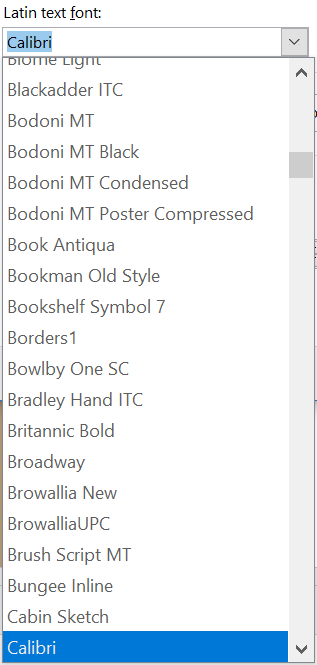 Latin text font:
Calibri
Biome Light
Blackadder ITC
Bodoni MT
Bodoni MT Black
Bodoni MT Condensed
Bodoni MT Poster Compressed
Book Antiqua
Bookman Old Style
Bookshelf Symbol 7
Borders1
Bowlby One SC
Bradley Hand ITC
Britannic Bold
Broadway
Browallia New
BrowalliaUPC
Brush Script MT
Bungee Inline
Cabin Sketch
Calibri